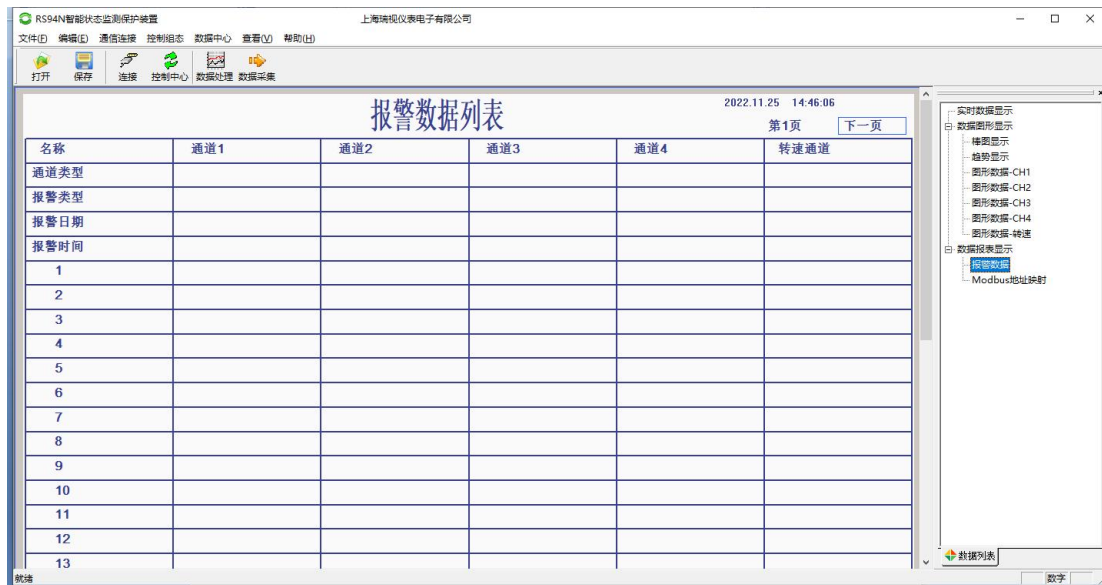 RS94N智能状态监测保护装置 上海瑞视仪表电子有限公司
文件(F) 编辑(E) 通信连接 控制组态 数据中心 查看(V) 帮助(H)
打开 保存 连接 控制中心 数据处理 数据采集
报警数据列表
2022.11.25 14:46:06
第1页 下一页
名称 通道1 通道2 通道3 通道4 转速通道
通道类型
报警类型
报警日期
报警时间
1
2
3
4
5
6
7
8
9
10
11
12
13
实时数据显示
数据图形显示
棒图显示
趋势显示
图形数据-CH1
图形数据-CH2
图形数据-CH3
图形数据-CH4
图形数据-转速
数据报表显示
报警数据
Modbus地址映射
数据列表
就绪 数字